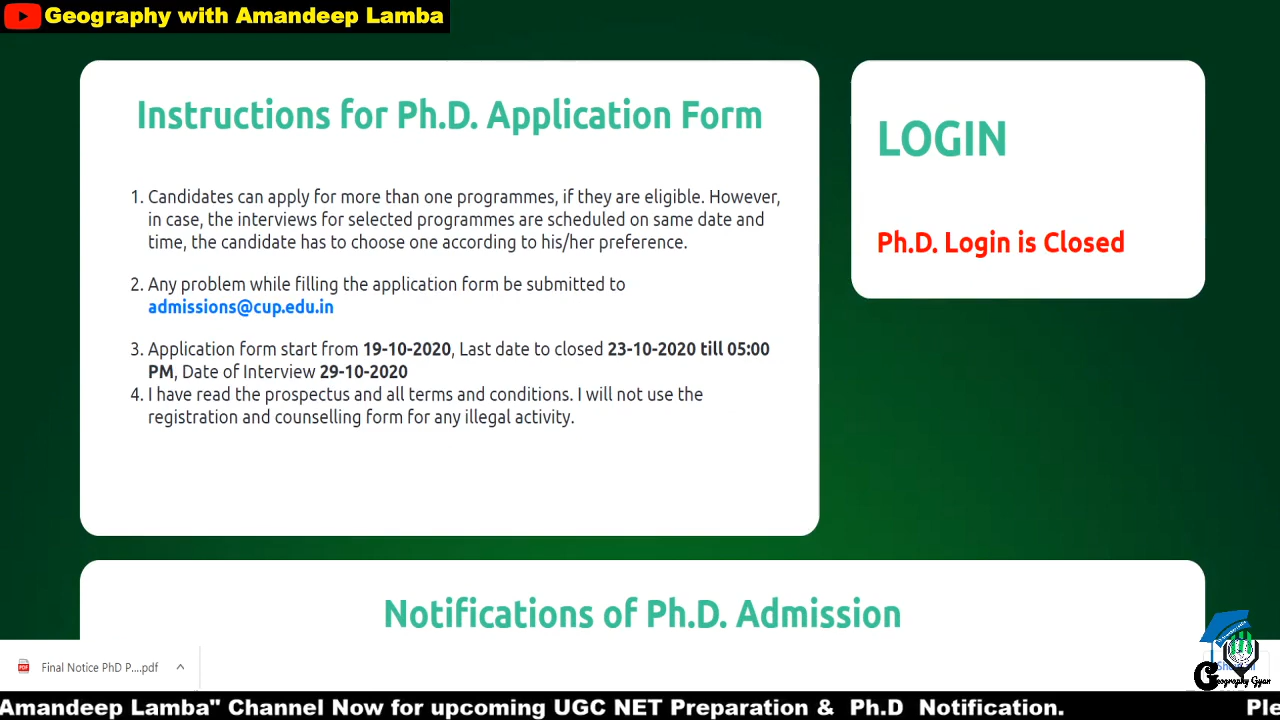 Geography with Amandeep Lamba
Instructions for Ph.D. Application Form
1. Candidates can apply for more than one programmes, if they are eligible. However,
in case, the interviews for selected programmes are scheduled on same date and
time, the candidate has to choose one according to his/her preference.
2. Any problem while filling the application form be submitted to
admissions@cup.edu.in
3. Application form start from 19-10-2020, Last date to closed 23-10-2020 till 05:00
PM, Date of Interview 29-10-2020
4. I have read the prospectus and all terms and conditions. I will not use the
registration and counselling form for any illegal activity.
LOGIN
Ph.D. Login is Closed
Notifications of Ph.D. Admission
Final Notice PhD P....pdf
Geography Gyan
Amandeep Lamba" Channel Now for upcoming UGC NET Preparation & Ph.D Notification. Ple